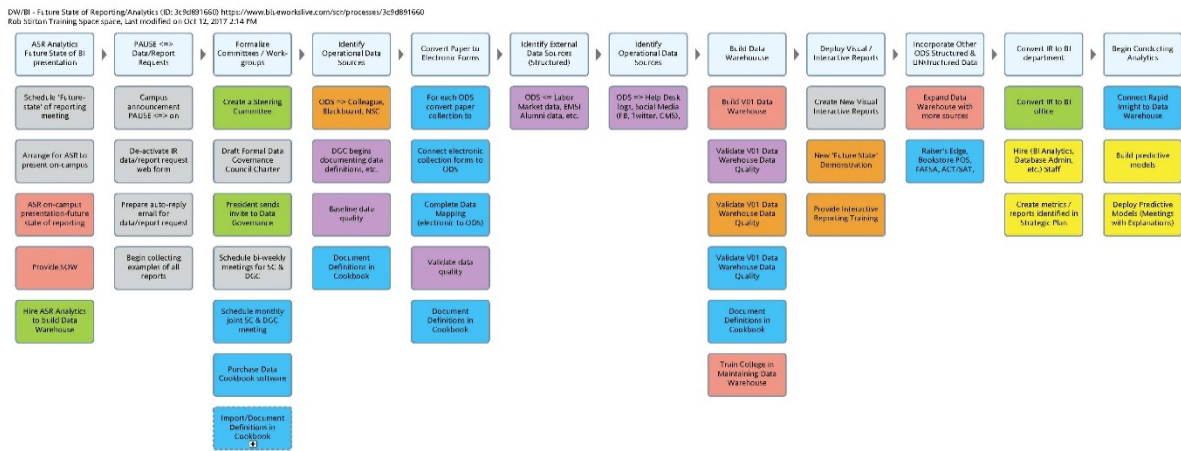 DW/BI - Future State of Reporting/Analytics (ID: 3c9d891660) https://www.blueworkslive.com/scr/processes/3c9d891660
Rob Stirton Training Space space, Last modified on Oct 12, 2017 2:14 PM
ASR Analytics
Future State of BI
presentation
Schedule 'Future-
state' of reporting
meeting
Arrange for ASR to
present on-campus
ASR on-campus
presentation-future
state of reporting
Provide SOW
Hire ASR Analytics
to build Data
Warehouse
PAUSE <=>
Data/Report
Requests
Campus
announcement
PAUSE <=> on
De-activate IR
data/report request
web form
Prepare auto-reply
email for
data/report request
Begin collecting
examples of all
reports
Formalize
Committees / Work-
groups
Create a Steering
Committee
Draft Formal Data
Governance
Council Charter
President sends
invite to Data
Governance
Schedule bi-weekly
meetings for SC &
DGC
Schedule monthly
joint SC & DGC
meeting
Purchase Data
Cookbook software
Import/Document
Definitions in
Cookbook
Identify
Operational Data
Sources
ODS => Colleague,
Blackboard, NSC
DGC begins
documenting data
definitions, etc.
Baseline data
quality
Document
Definitions in
Cookbook
Convert Paper to
Electronic Forms
For each ODS
convert paper
collection to
Connect electronic
collection forms to
ODS
Complete Data
Mapping
(electronic to ODS)
Validate data
quality
Document
Definitions in
Cookbook
Identify External
Data Sources
(Structured)
ODS <= Labor
Market data, EMSI
Alumni data, etc.
Identify
Operational Data
Sources
ODS => Help Desk
logs, Social Media
(FB, Twitter, CMS),
Build Data
Warehouse
Build V01 Data
Warehouse
Validate V01 Data
Warehouse Data
Quality
Validate V01 Data
Warehouse Data
Quality
Validate V01 Data
Warehouse Data
Quality
Document
Definitions in
Cookbook
Train College in
Maintaining Data
Warehouse
Deploy Visual /
Interactive Reports
Create New Visual
Interactive Reports
New 'Future State'
Demonstration
Provide Interactive
Reporting Training
Incorporate Other
ODS Structured &
UNstructured Data
Expand Data
Warehouse with
more sources
Raiser's Edge,
Bookstore POS,
FAFSA, ACT/SAT,
Convert IR to BI
department
Convert IR to BI
office
Hire (BI Analytics,
Database Admin,
etc.) Staff
Create metrics /
reports identified in
Strategic Plan
Begin Conducting
Analytics
Connect Rapid
Insight to Data
Warehouse
Build predictive
models
Deploy Predictive
Models (Meetings
with Explanations)